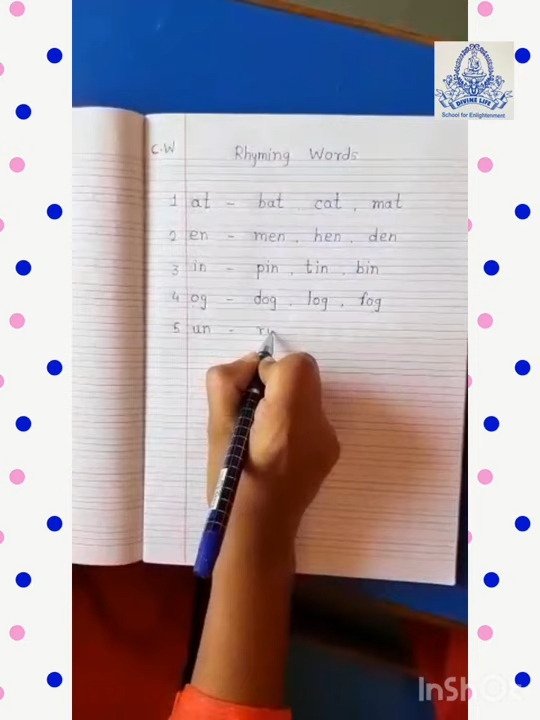 DIVINE LIFE
School for Enlightenment
C.W Rhyming Words
1 at - bat, cat, mat
2 en - men, hen, den
3 in - pin, tin, bin
4 og - dog, log, fog
5 un - ru
InShOt